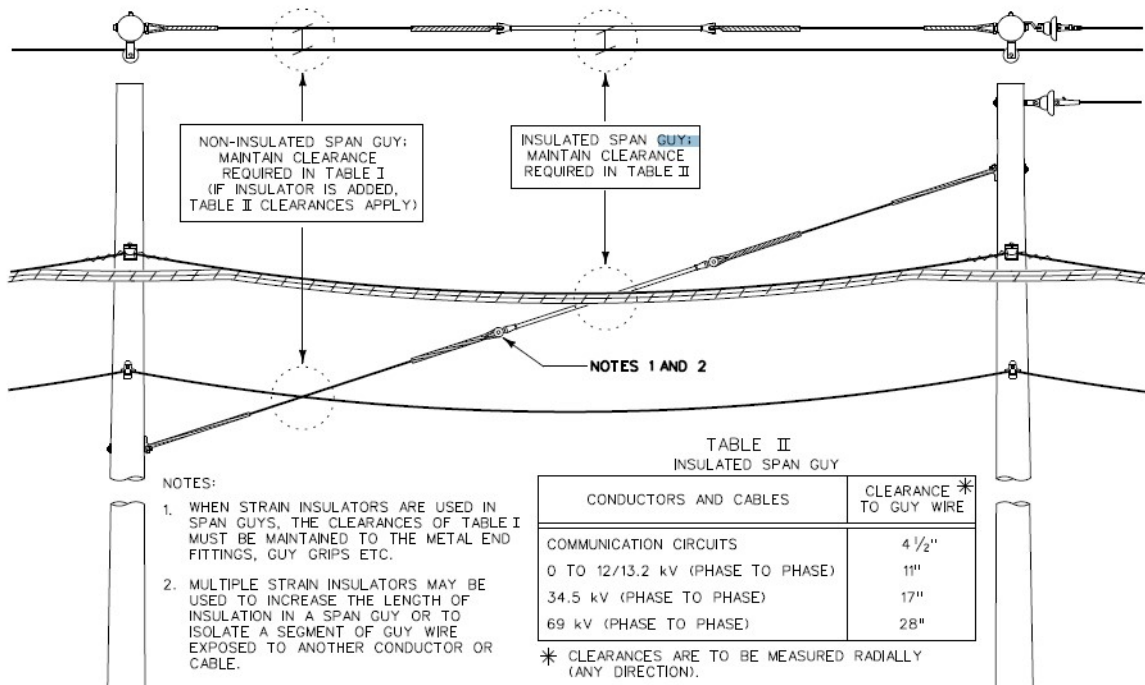 NON-INSULATED SPAN GUY;
MAINTAIN CLEARANCE
REQUIRED IN TABLE I
(IF INSULATOR IS ADDED,
TABLE II CLEARANCES APPLY)
INSULATED SPAN GUY;
MAINTAIN CLEARANCE
REQUIRED IN TABLE II
NOTES 1 AND 2
NOTES:
1. WHEN STRAIN INSULATORS ARE USED IN
SPAN GUYS, THE CLEARANCES OF TABLE I
MUST BE MAINTAINED TO THE METAL END
FITTINGS, GUY GRIPS ETC.
2. MULTIPLE STRAIN INSULATORS MAY BE
USED TO INCREASE THE LENGTH OF
INSULATION IN A SPAN GUY OR TO
ISOLATE A SEGMENT OF GUY WIRE
EXPOSED TO ANOTHER CONDUCTOR OR
CABLE.
TABLE II
INSULATED SPAN GUY
CONDUCTORS AND CABLES
CLEARANCE *
TO GUY WIRE
COMMUNICATION CIRCUITS 4 1/2"
0 TO 12/13.2 kV (PHASE TO PHASE) 11"
34.5 kV (PHASE TO PHASE) 17"
69 kV (PHASE TO PHASE) 28"
* CLEARANCES ARE TO BE MEASURED RADIALLY
(ANY DIRECTION).